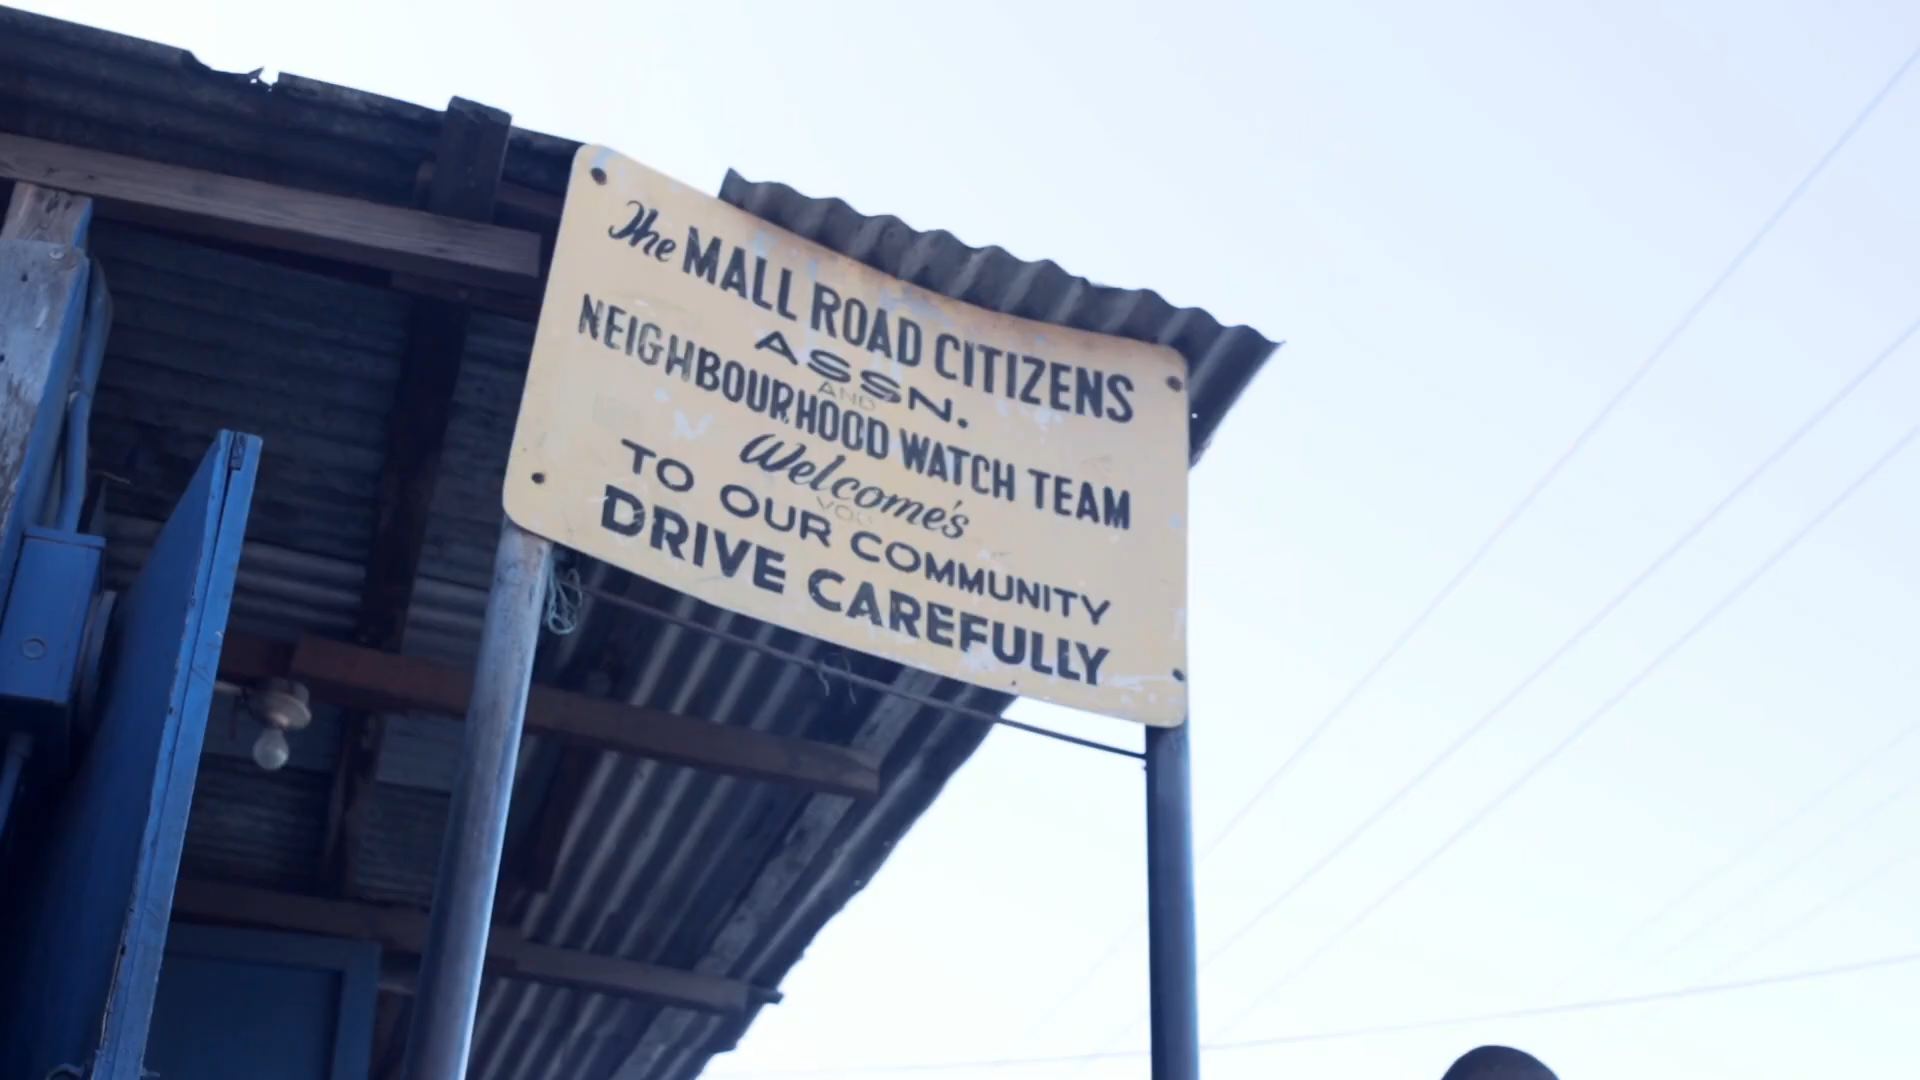 The MALL ROAD CITIZENS
ASSN.
AND
NEIGHBOURHOOD WATCH TEAM
Welcome's
YOU
TO OUR COMMUNITY
DRIVE CAREFULLY